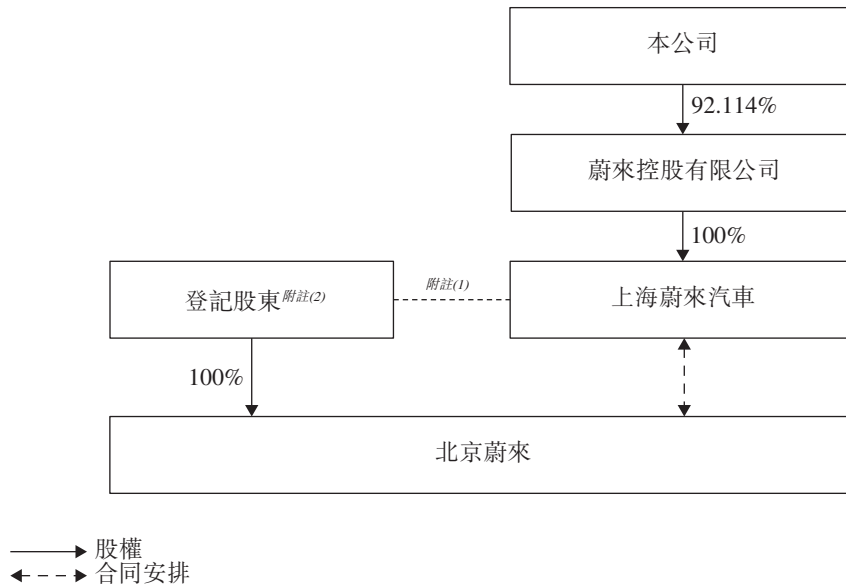 本公司
92.114%
蔚來控股有限公司
100%
登記股東附註(2)
附註(1)
上海蔚來汽車
100%
北京蔚來
股權
合同安排